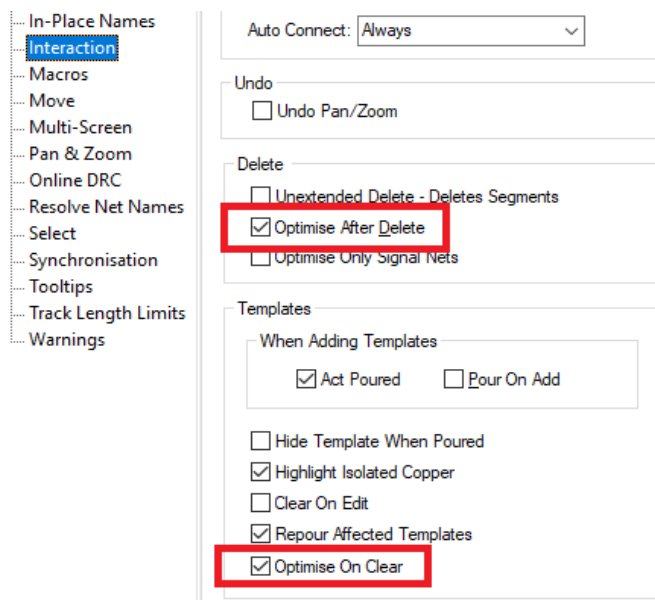 In-Place Names
Interaction
Macros
Move
Multi-Screen
Pan & Zoom
Online DRC
Resolve Net Names
Select
Synchronisation
Tooltips
Track Length Limits
Warnings
Auto Connect: Always
Undo
Undo Pan/Zoom
Delete
Unextended Delete - Deletes Segments
Optimise After Delete
Optimise Only Signal Nets
Templates
When Adding Templates
Act Poured Pour On Add
Hide Template When Poured
Highlight Isolated Copper
Clear On Edit
Repour Affected Templates
Optimise On Clear